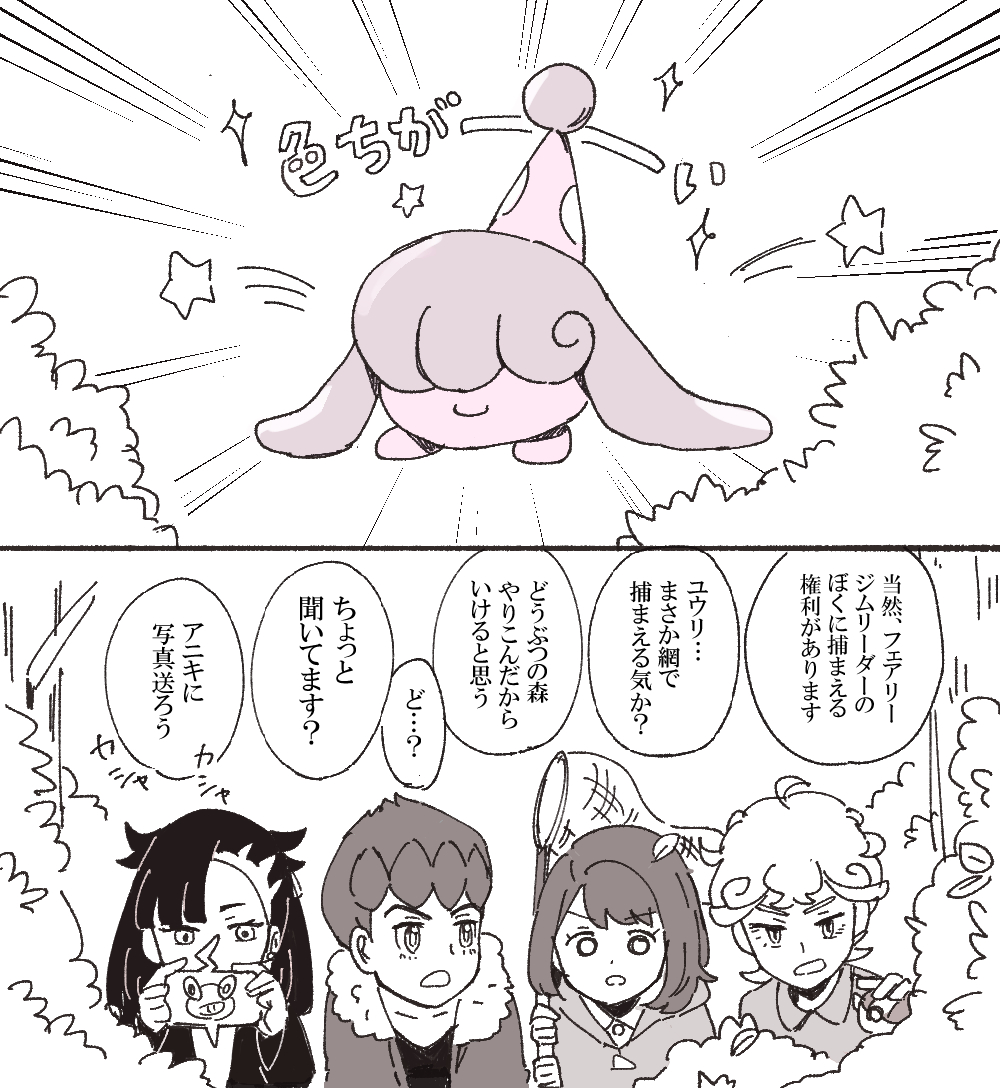 色ちがーーい
当然、フェアリー
ジムリーダーの
ぼくに捕まえる
権利があります
ユウリ…
まさか網で
捕まえる気か?
どうぶつの森
やりこんだから
いけると思う
ど…?
ちょっと
聞いてます?
アニキに
写真送ろう
カシャ
カシャ